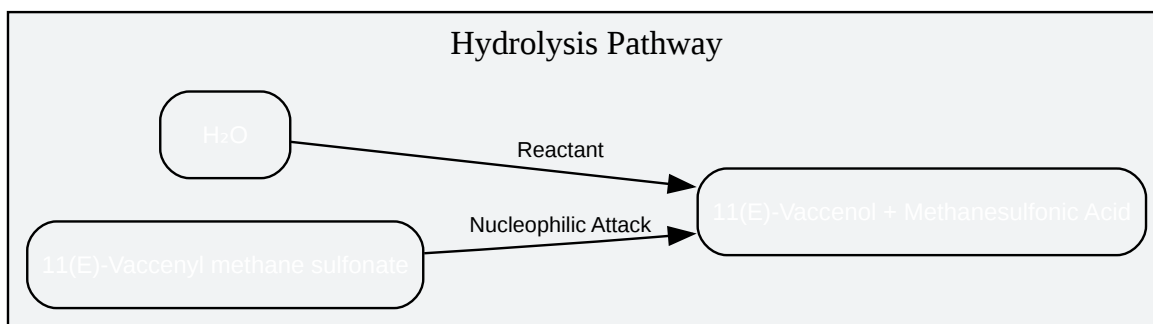 Hydrolysis Pathway
H₂O
Reactant
Nucleophilic Attack
11(E)-Vaccenol + Methanesulfonic Acid
11(E)-Vaccenyl methane sulfonate